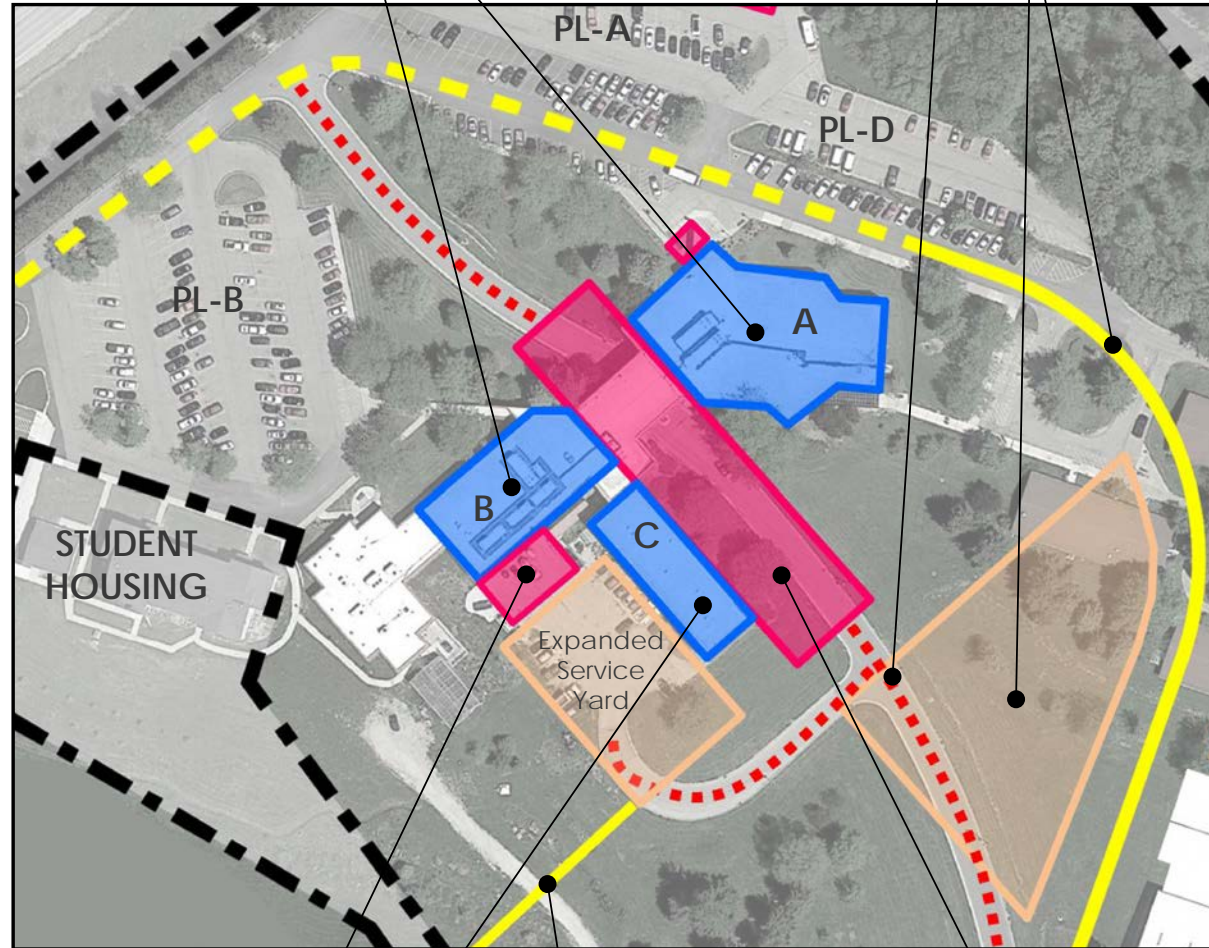 PL-A
PL-D
PL-B
A
B
C
STUDENT
HOUSING
Expanded
Service
Yard